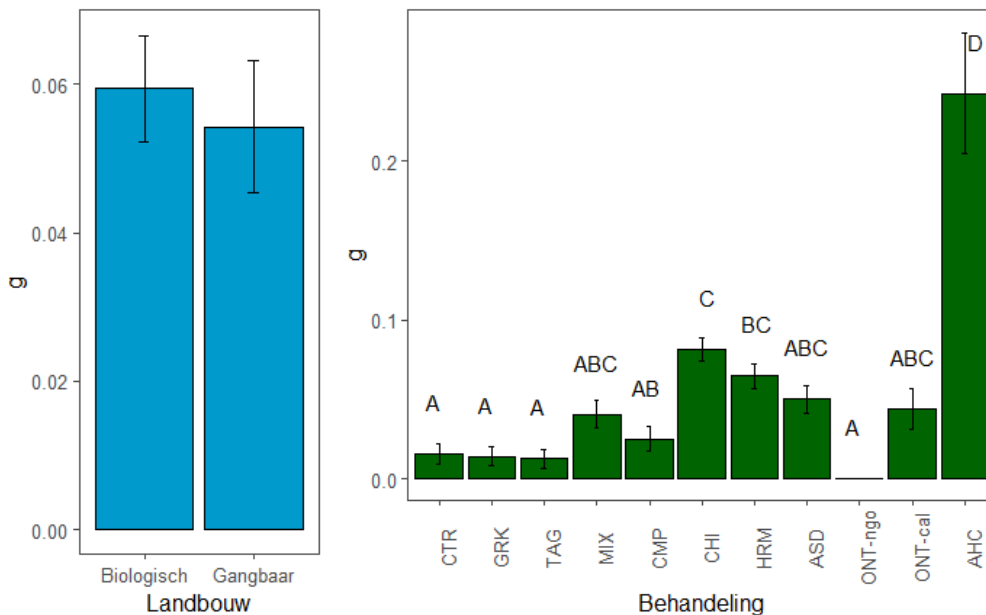 g
0.06
0.04
0.02
0.00
Biologisch Gangbaar
Landbouw
g
0.2
0.1
0.0
A A A ABC AB C BC ABC A ABC D
CTR GRK TAG MIX CMP CHI HRM ASD ONT-ngo ONT-cal AHC
Behandeling